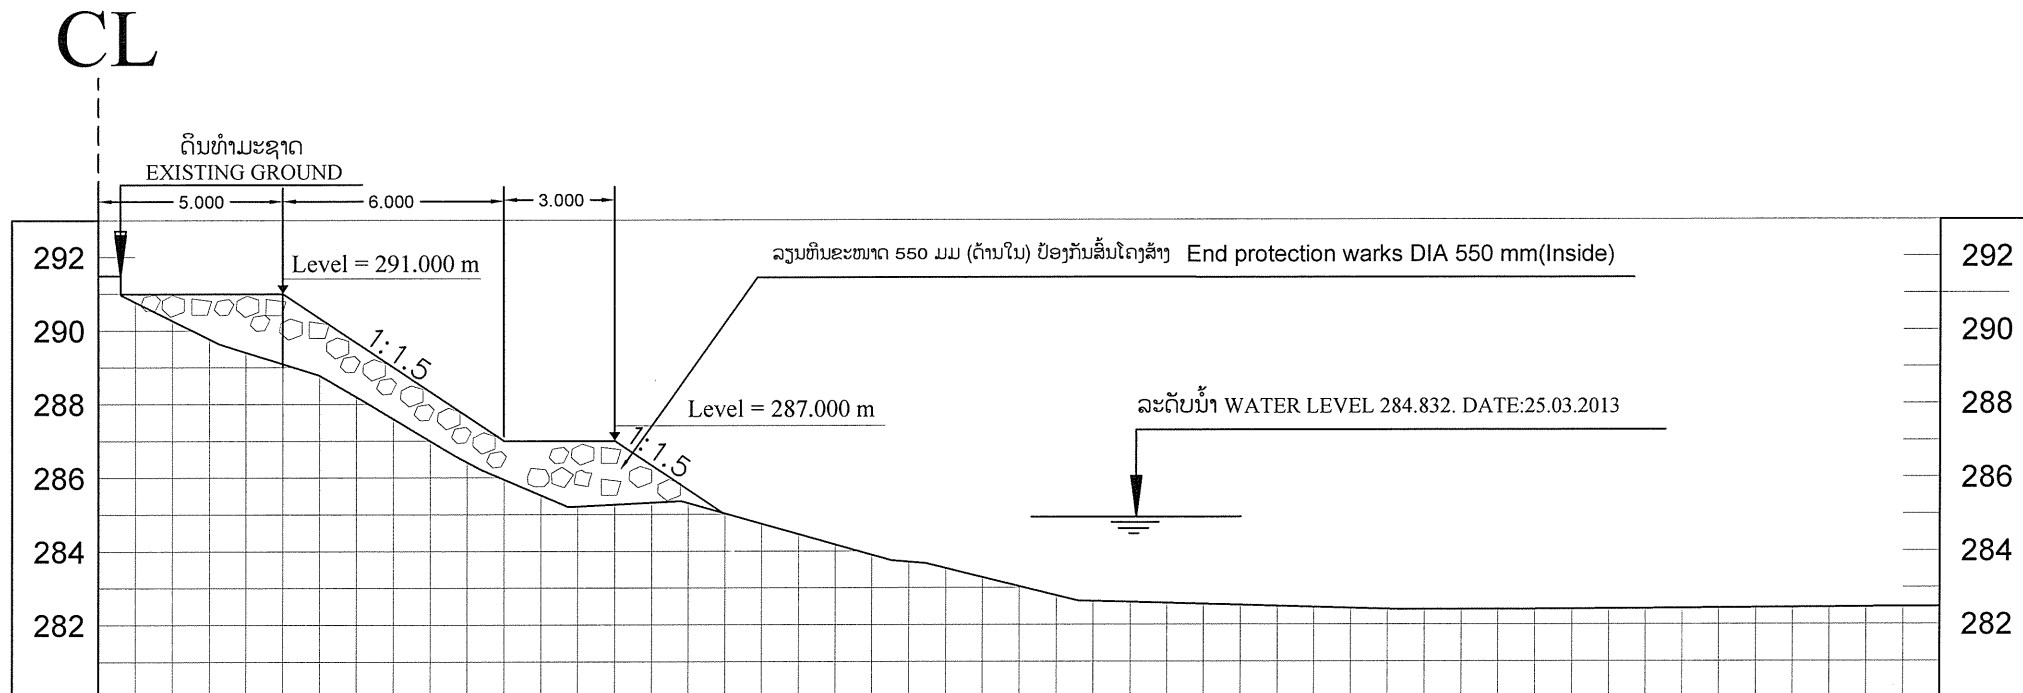 CL
ດິນທຳມະຊາດ
EXISTING GROUND
5.000 6.000 3.000
292 Level = 291.000 m ລຽນຫີນຂະໜາດ 550 ມມ (ດ້ານໃນ) ປ້ອງກັນສົ້ນໂຄງສ້າງ End protection warks DIA 550 mm(Inside) 292
290 1:1.5 290
288 Level = 287.000 m ລະດັບນ້ຳ WATER LEVEL 284.832. DATE:25.03.2013 288
286 1:1.5 286
284 284
282 282